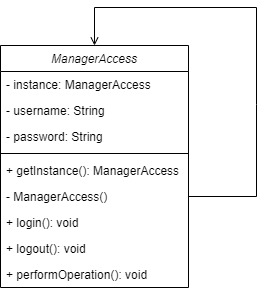 ManagerAccess
- instance: ManagerAccess
- username: String
- password: String
+ getInstance(): ManagerAccess
- ManagerAccess()
+ login(): void
+ logout(): void
+ performOperation(): void